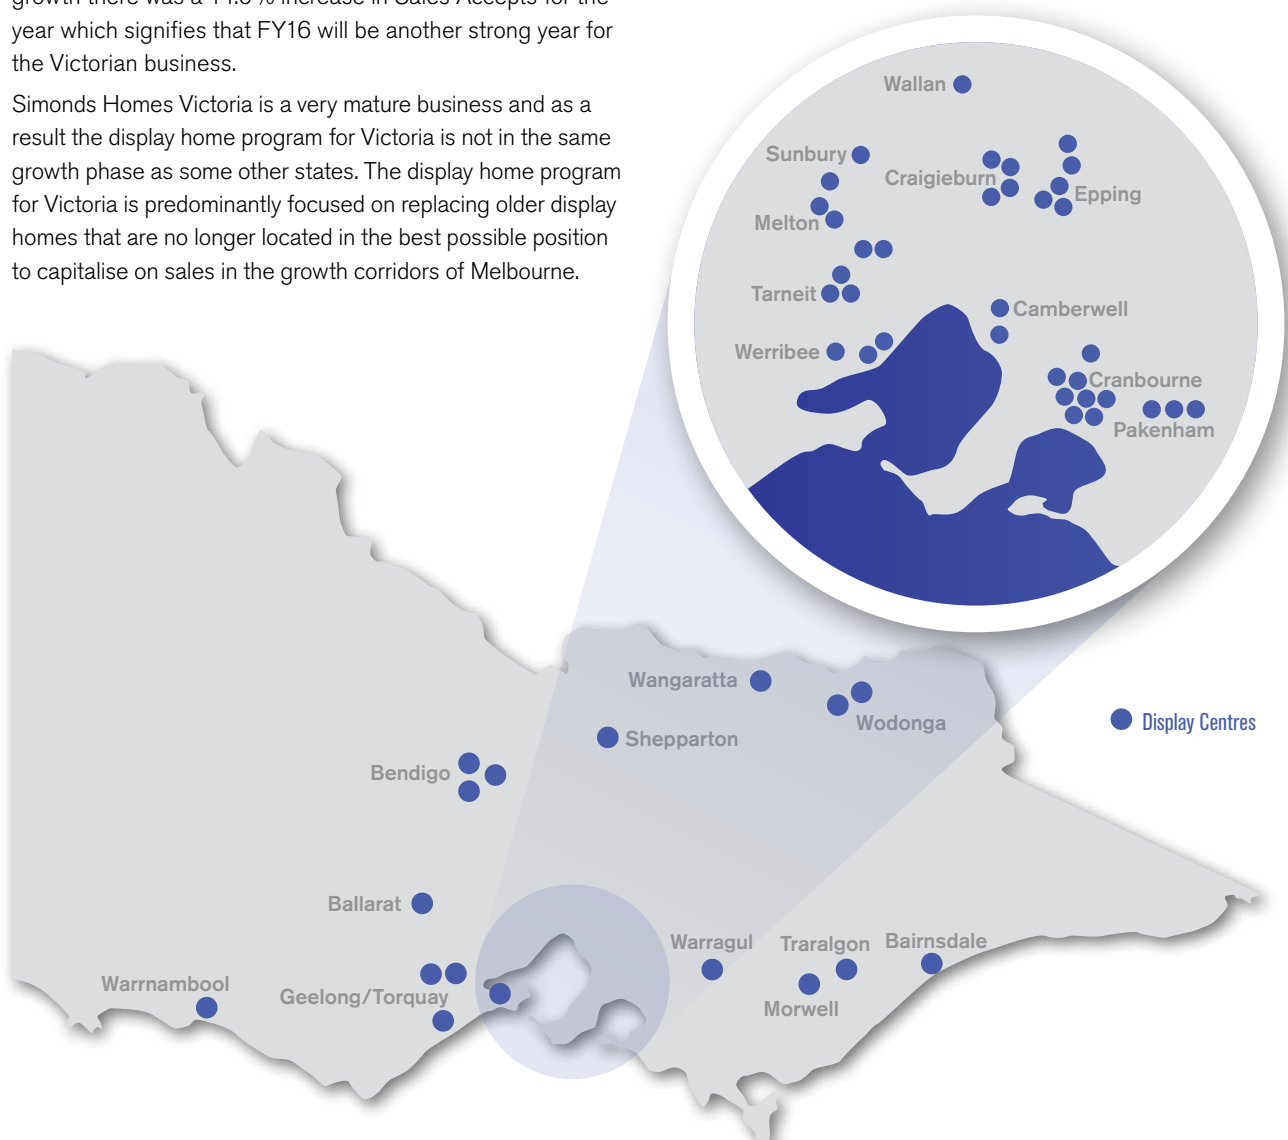 year which signifies that FY16 will be another strong year for
the Victorian business.
Simonds Homes Victoria is a very mature business and as a
result the display home program for Victoria is not in the same
growth phase as some other states. The display home program
for Victoria is predominantly focused on replacing older display
homes that are no longer located in the best possible position
to capitalise on sales in the growth corridors of Melbourne.
Wallan
Sunbury
Craigieburn
Epping
Melton
Tarneit
Camberwell
Werribee
Cranbourne
Pakenham
Wangaratta
Wodonga
Display Centres
Shepparton
Bendigo
Ballarat
Warragul
Traralgon
Bairnsdale
Warrnambool
Geelong/Torquay
Morwell